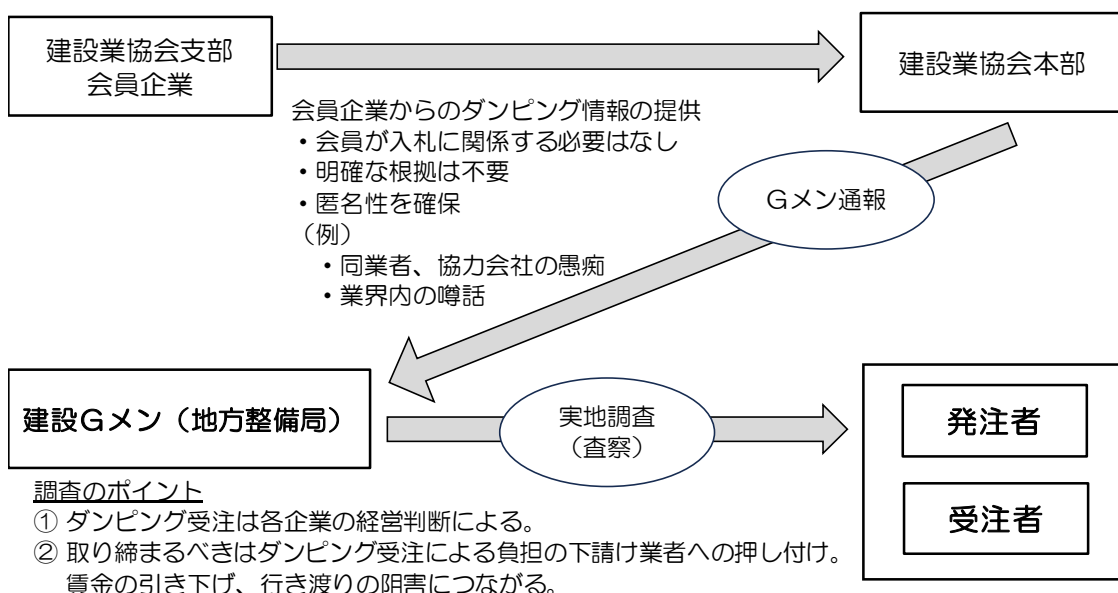 建設業協会支部
会員企業
建設業協会本部
会員企業からのダンピング情報の提供
・会員が入札に関係する必要はなし
・明確な根拠は不要
・匿名性を確保
(例)
・同業者、協力会社の愚痴
・業界内の噂話
Gメン通報
建設Gメン(地方整備局)
実地調査
(査察)
発注者
受注者
調査のポイント
① ダンピング受注は各企業の経営判断による。
② 取り締まるべきはダンピング受注による負担の下請け業者への押し付け。
賃金の引き下げ、行き渡りの阻害につながる。